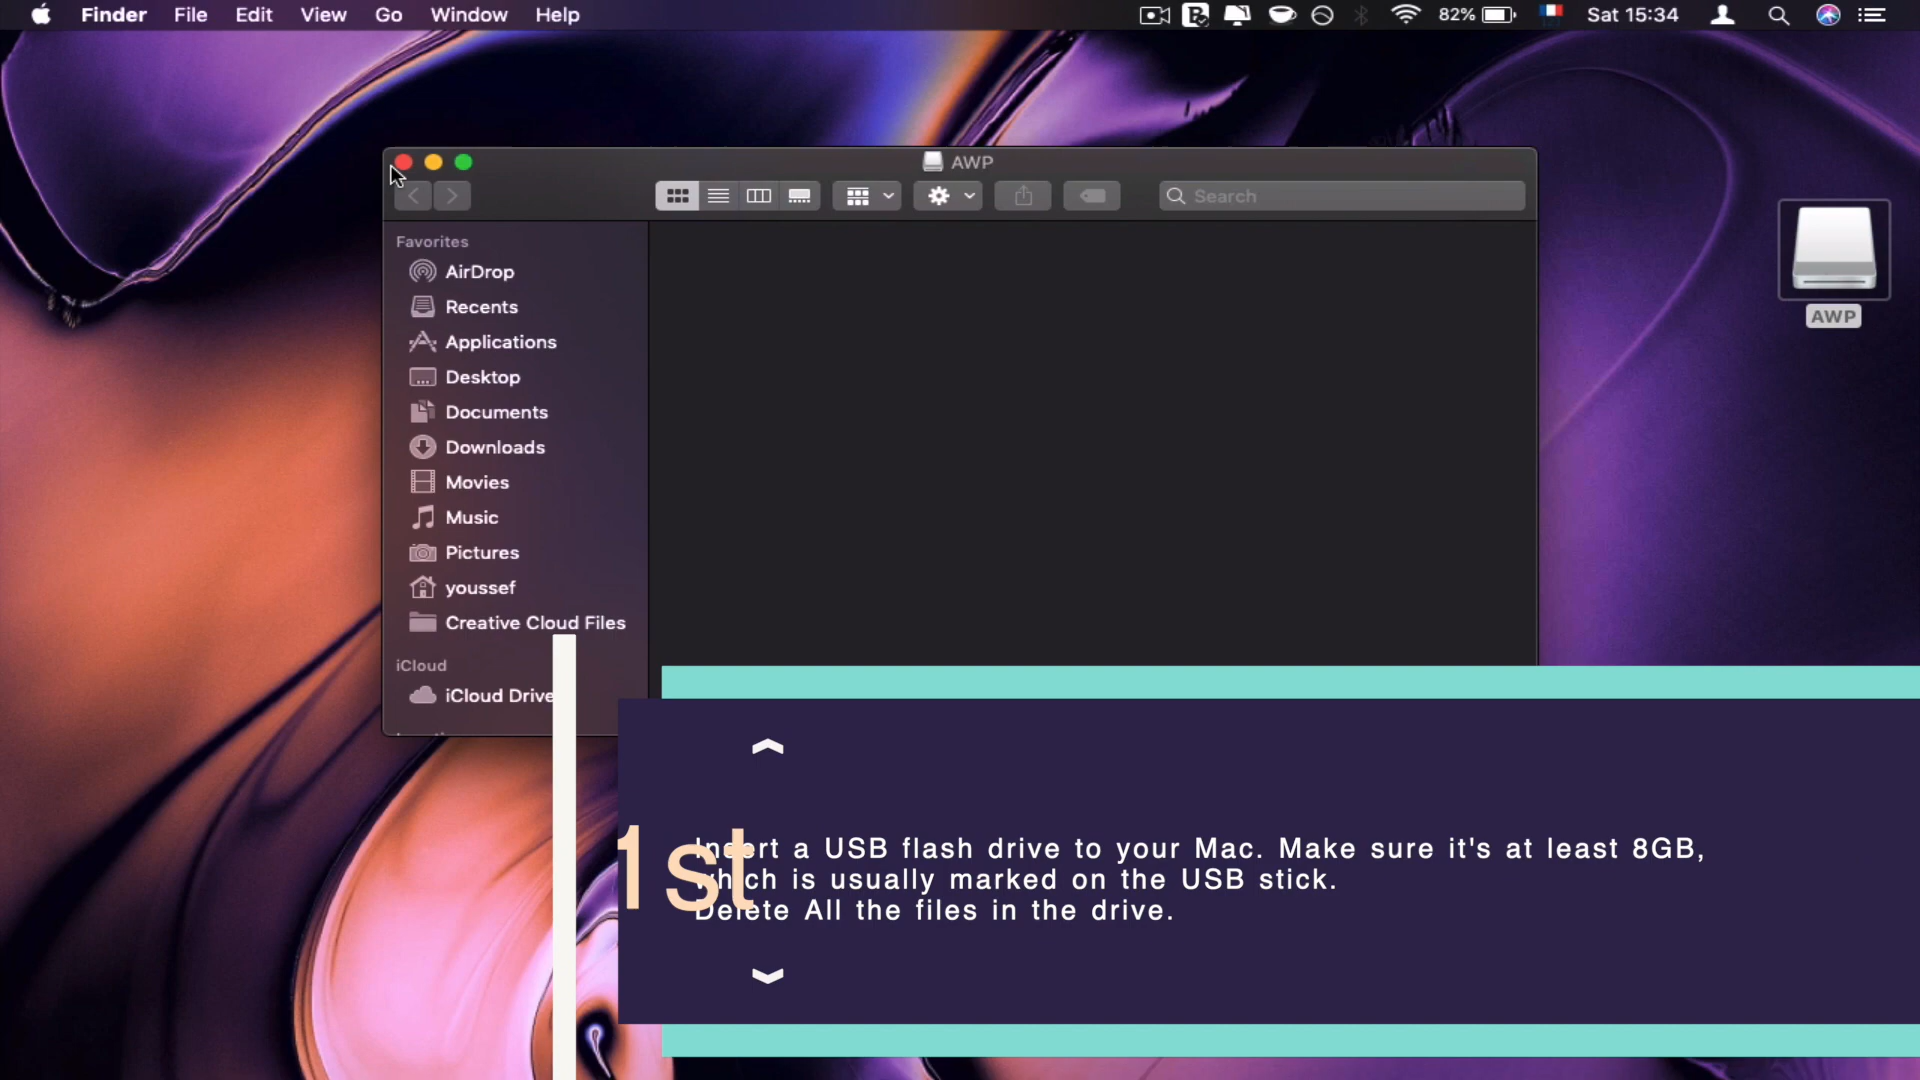 Finder File Edit View Go Window Help
82% Sat 15:34
AWP
Search
Favorites
AirDrop
Recents
Applications
Desktop
Documents
Downloads
Movies
Music
Pictures
youssef
Creative Cloud Files
iCloud
iCloud Drive
AWP
1st
Insert a USB flash drive to your Mac. Make sure it's at least 8GB,
which is usually marked on the USB stick.
Delete All the files in the drive.